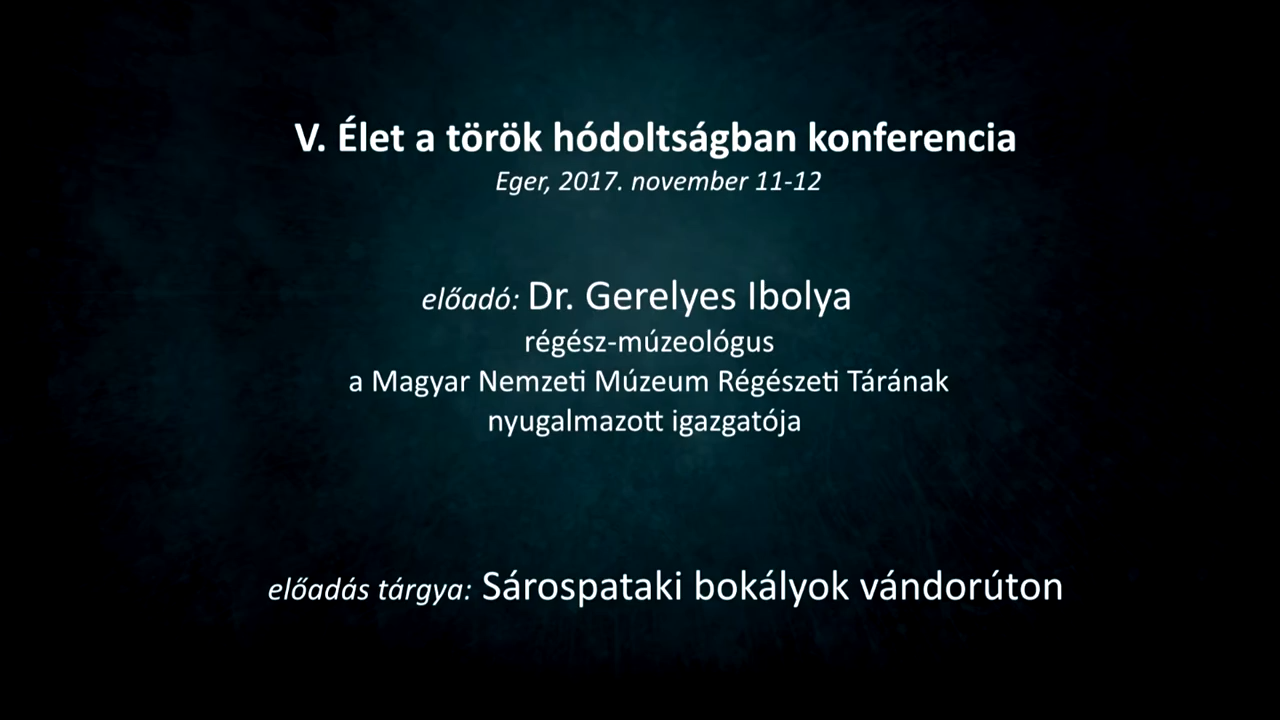 V. Élet a török hódoltságban konferencia
Eger, 2017. november 11-12
előadó: Dr. Gerelyes Ibolya
régész-múzeológus
a Magyar Nemzeti Múzeum Régészeti Tárának
nyugalmazott igazgatója
előadás tárgya: Sárospataki bokályok vándorúton